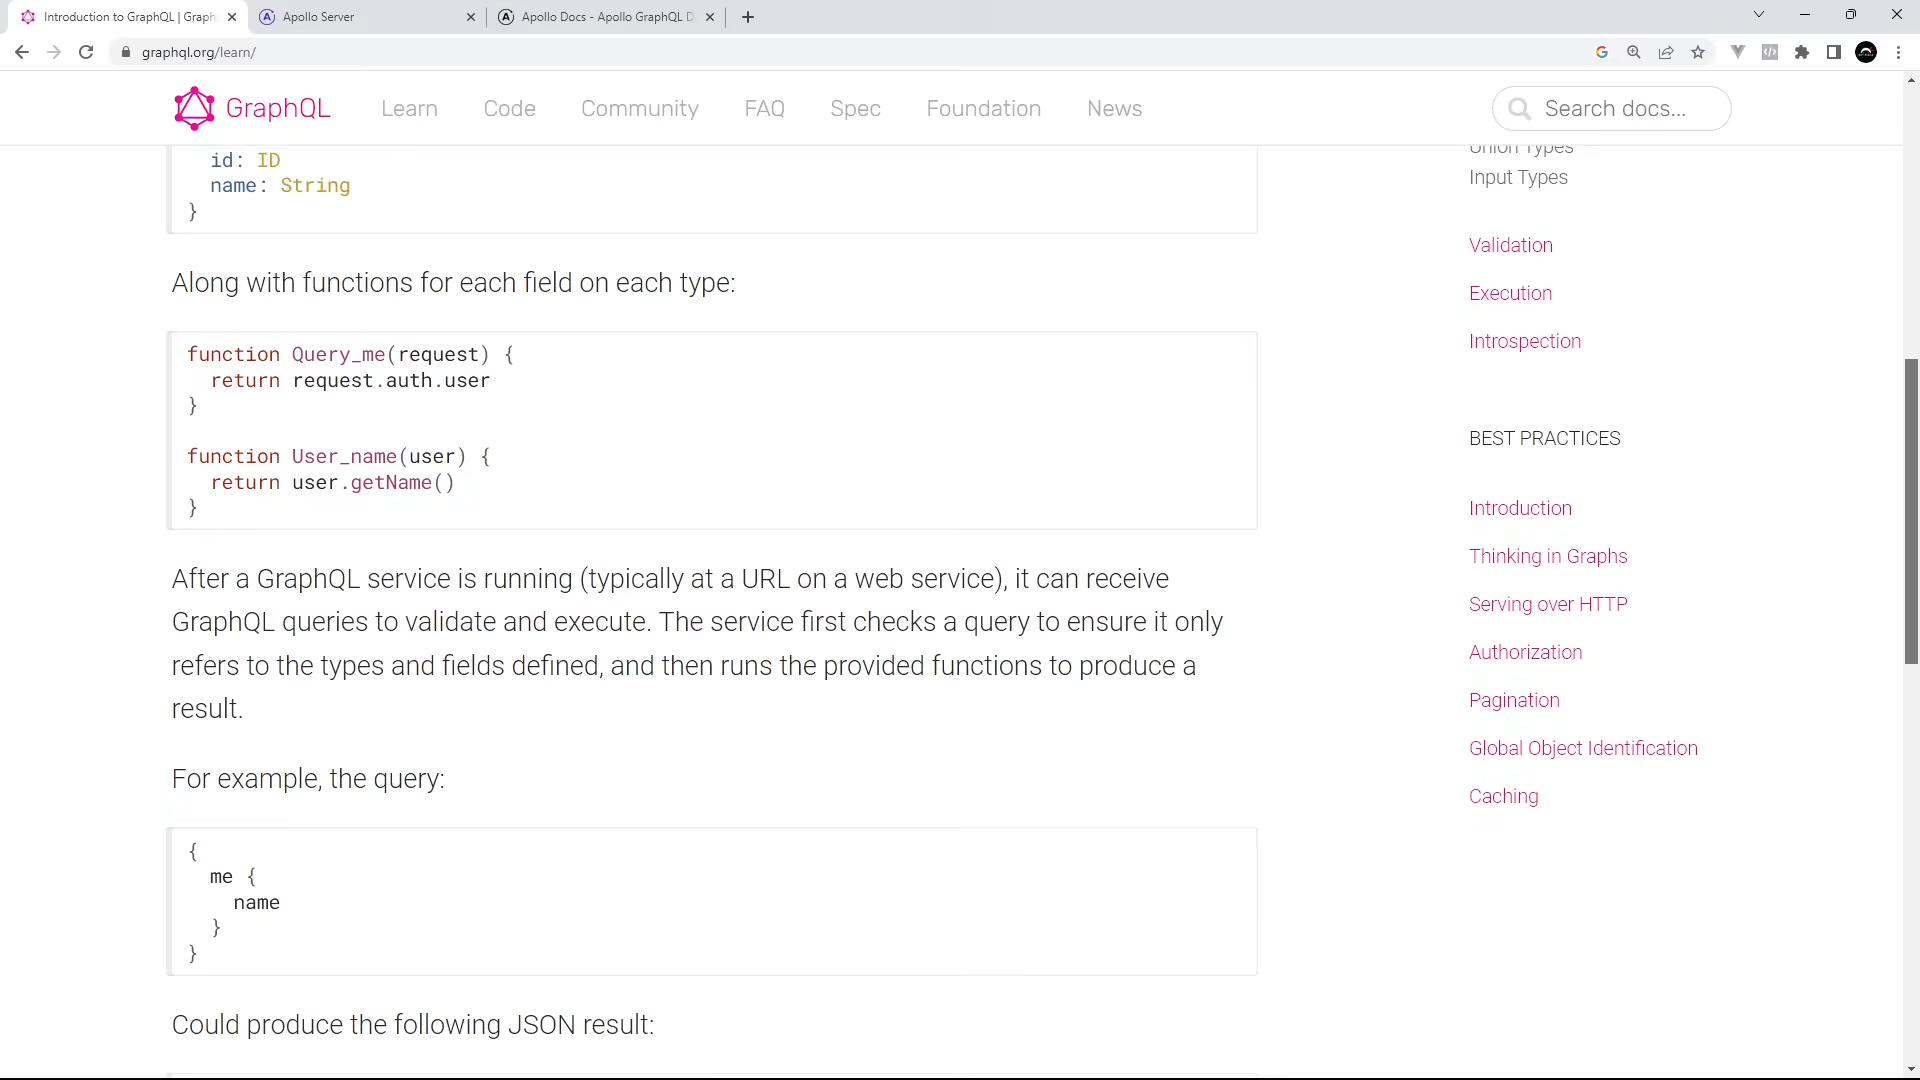 Introduction to GraphQL | Graph
Apollo Server
Apollo Docs - Apollo GraphQL D
graphql.org/learn/
GraphQL
Learn
Code
Community
FAQ
Spec
Foundation
News
Search docs...
id: ID
name: String
}
Along with functions for each field on each type:
function Query_me(request) {
return request.auth.user
}
function User_name(user) {
return user.getName()
}
After a GraphQL service is running (typically at a URL on a web service), it can receive
GraphQL queries to validate and execute. The service first checks a query to ensure it only
refers to the types and fields defined, and then runs the provided functions to produce a
result.
For example, the query:
{
me {
name
}
}
Could produce the following JSON result:
Union Types
Input Types
Validation
Execution
Introspection
BEST PRACTICES
Introduction
Thinking in Graphs
Serving over HTTP
Authorization
Pagination
Global Object Identification
Caching